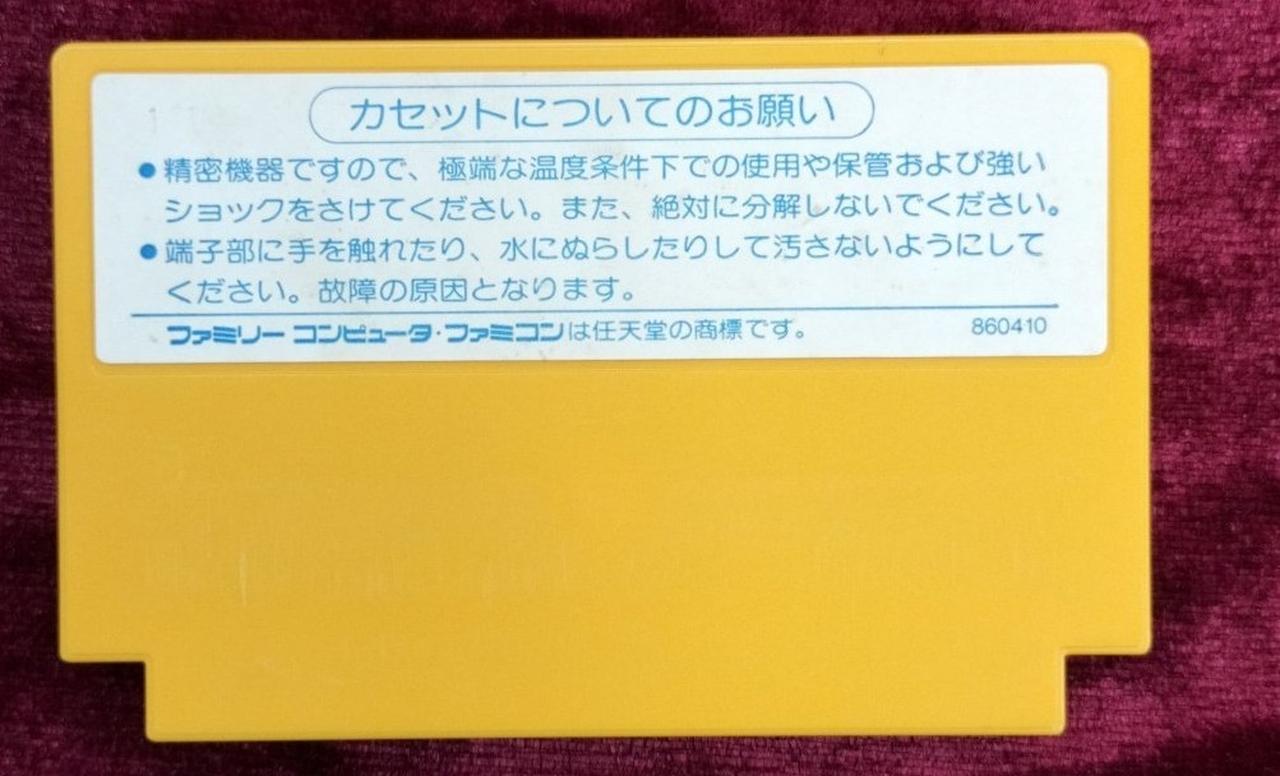 カセットについてのお願い
●精密機器ですので、極端な温度条件下での使用や保管および強い
ショックをさけてください。また、絶対に分解しないでください。
●端子部に手を触れたり、水にぬらしたりして汚さないようにして
ください。故障の原因となります。
ファミリー コンピュータ・ファミコンは任天堂の商標です。 860410